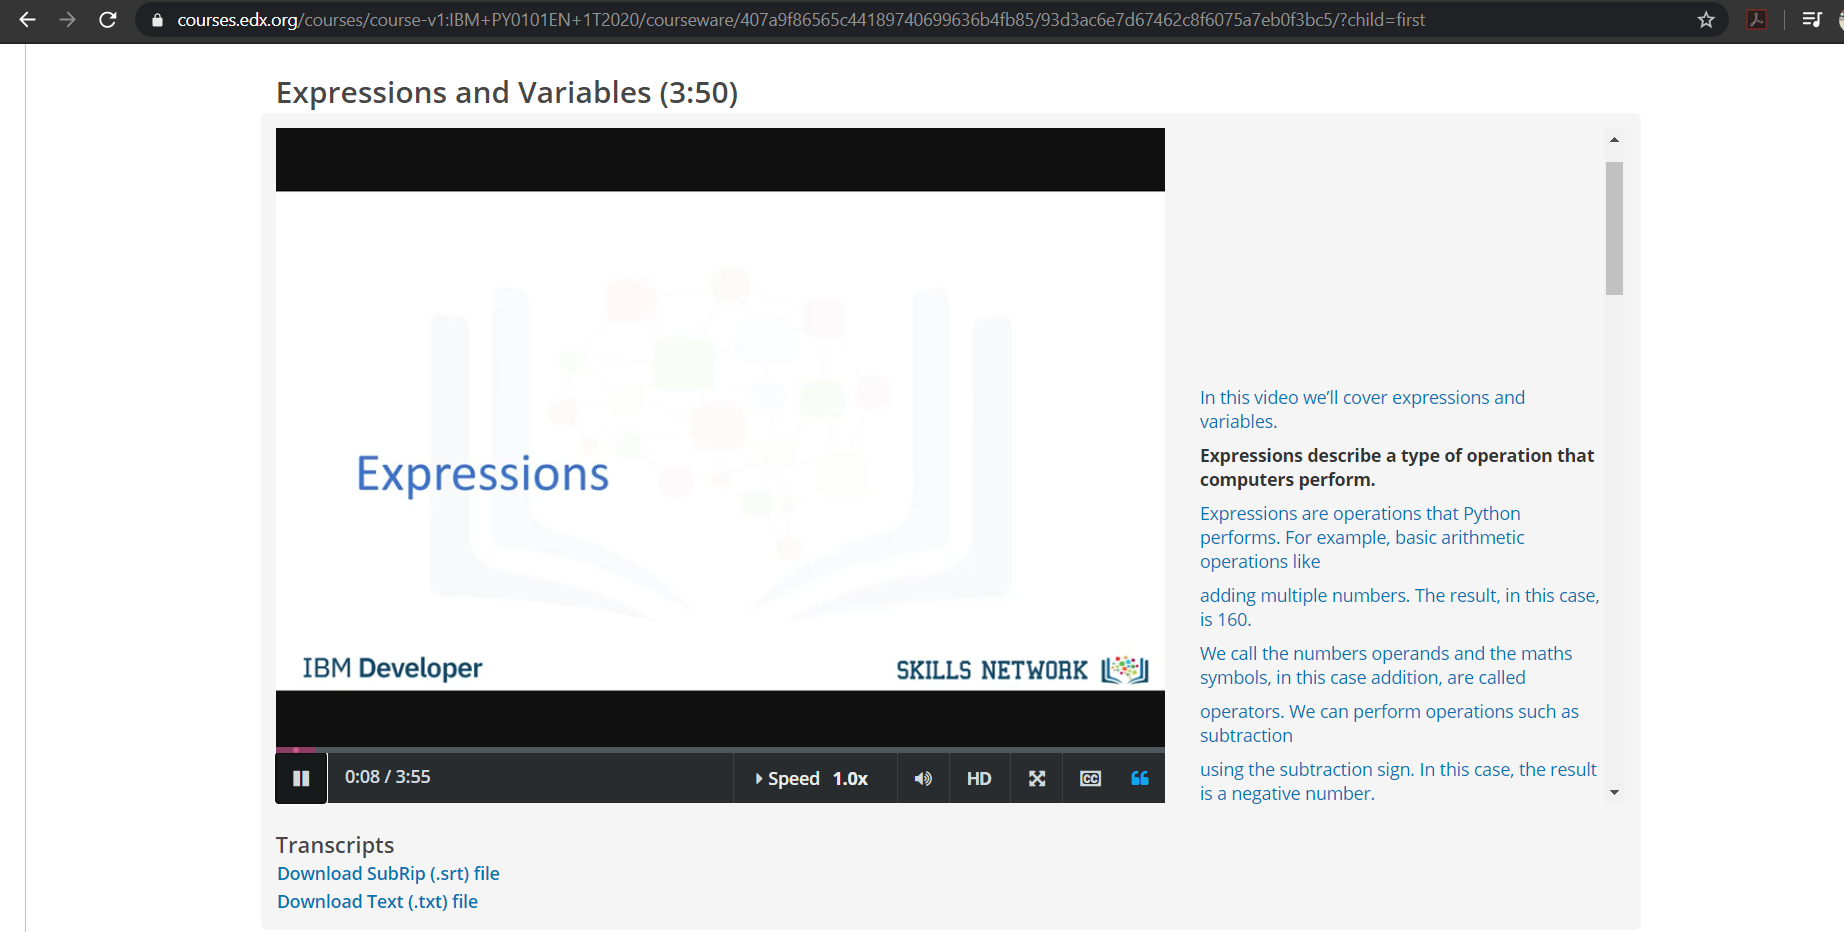 courses.edx.org/courses/course-v1:IBM+PY0101EN+1T2020/courseware/407a9f86565c44189740699636b4fb85/93d3ac6e7d67462c8f6075a7eb0f3bc5/?child=first
Expressions and Variables (3:50)
Expressions
IBM Developer
SKILLS NETWORK
0:08 / 3:55
Speed 1.0x
HD
CC
In this video we’ll cover expressions and
variables.
Expressions describe a type of operation that
computers perform.
Expressions are operations that Python
performs. For example, basic arithmetic
operations like
adding multiple numbers. The result, in this case,
is 160.
We call the numbers operands and the maths
symbols, in this case addition, are called
operators. We can perform operations such as
subtraction
using the subtraction sign. In this case, the result
is a negative number.
Transcripts
Download SubRip (.srt) file
Download Text (.txt) file